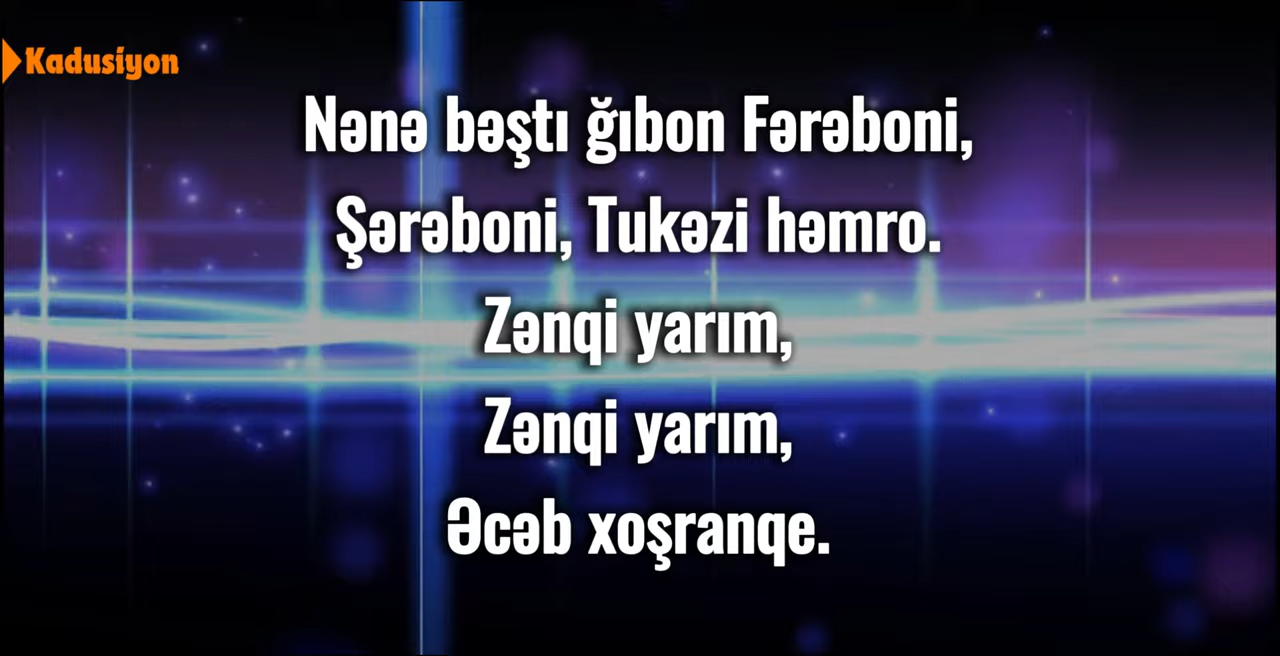 Kadusiyon
Nənə bəştı ğıbon Fərəboni,
Şərəboni, Tukəzi həmro.
Zənqi yarım,
Zənqi yarım,
Əcəb xoşranqe.